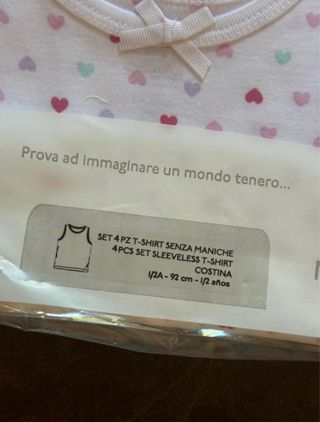 Prova ad immaginare un mondo tenero...
SET 4 PZ T-SHIRT SENZA MANICHE
4PCS SET SLEEVELESS T-SHIRT
COSTINA
1/2A - 92 cm - 1/2 años